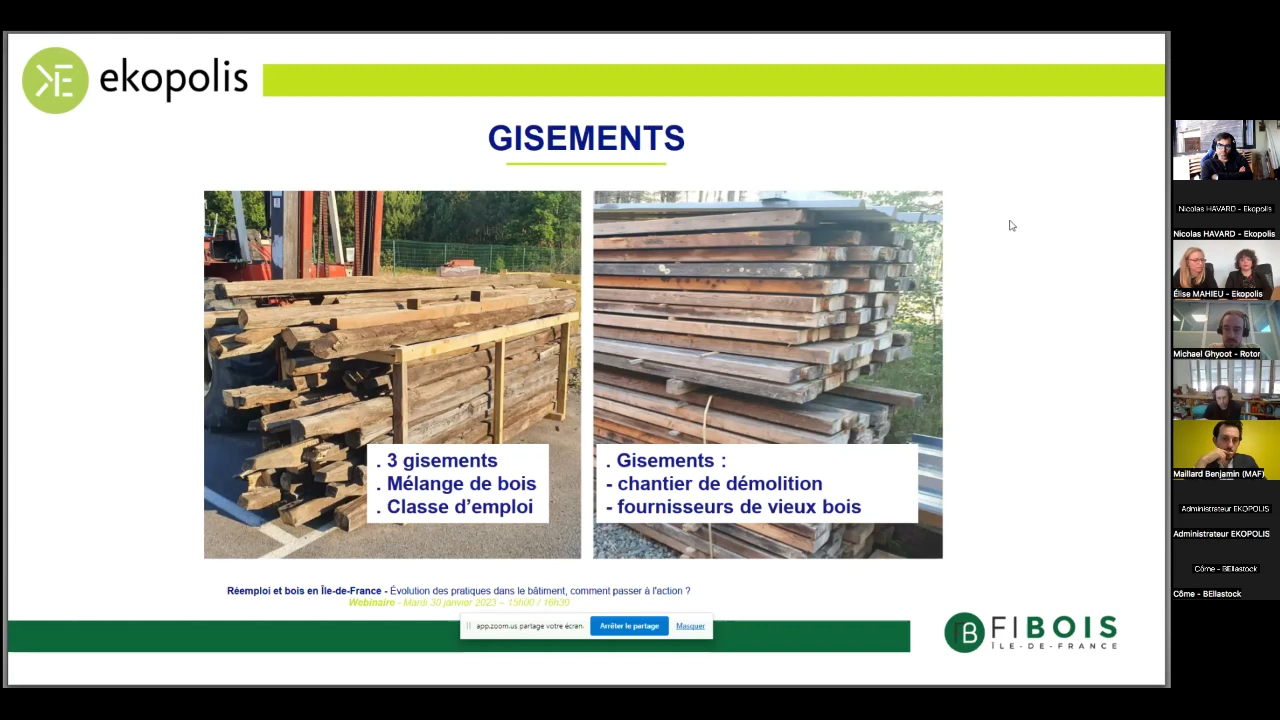 ekopolis
GISEMENTS
. 3 gisements
. Mélange de bois
. Classe d'emploi
. Gisements :
- chantier de démolition
- fournisseurs de vieux bois
Réemploi et bois en Île-de-France - Évolution des pratiques dans le bâtiment, comment passer à l'action ?
Webinaire - Mardi 30 janvier 2023 – 15h00 / 16h30
app.zoom.us partage votre écran.
Arrêter le partage
Masquer
FIBOIS
ÎLE-DE-FRANCE
Nicolas HAVARD - Ekopolis
Nicolas HAVARD - Ekopolis
Élise MAHIEU - Ekopolis
Michael Ghyoot - Rotor
Maillard Benjamin (MAF)
Administrateur EKOPOLIS
Administrateur EKOPOLIS
Côme - BEllastock
Côme - BEllastock